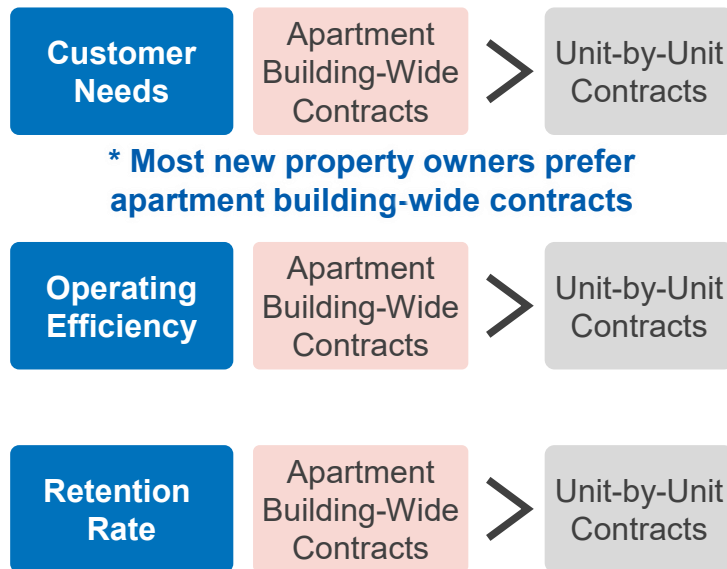 Customer
Needs
Apartment
Building-Wide
Contracts
>
Unit-by-Unit
Contracts
* Most new property owners prefer
apartment building-wide contracts
Operating
Efficiency
Apartment
Building-Wide
Contracts
>
Unit-by-Unit
Contracts
Retention
Rate
Apartment
Building-Wide
Contracts
>
Unit-by-Unit
Contracts